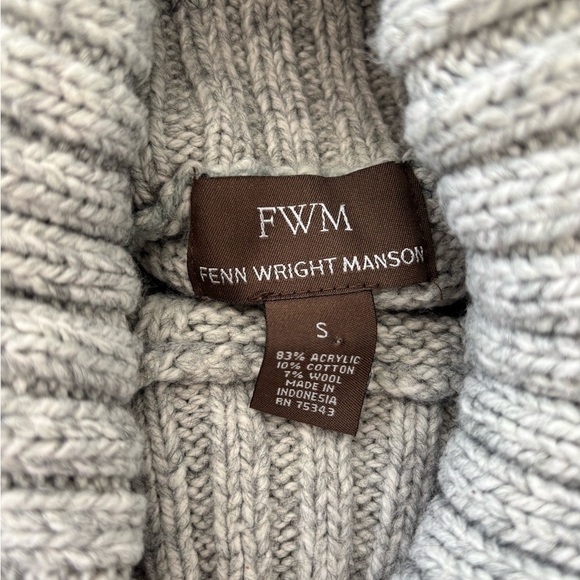 FWM
FENN WRIGHT MANSON
S
83% ACRYLIC
10% COTTON
7% WOOL
MADE IN
INDONESIA
RN 75343